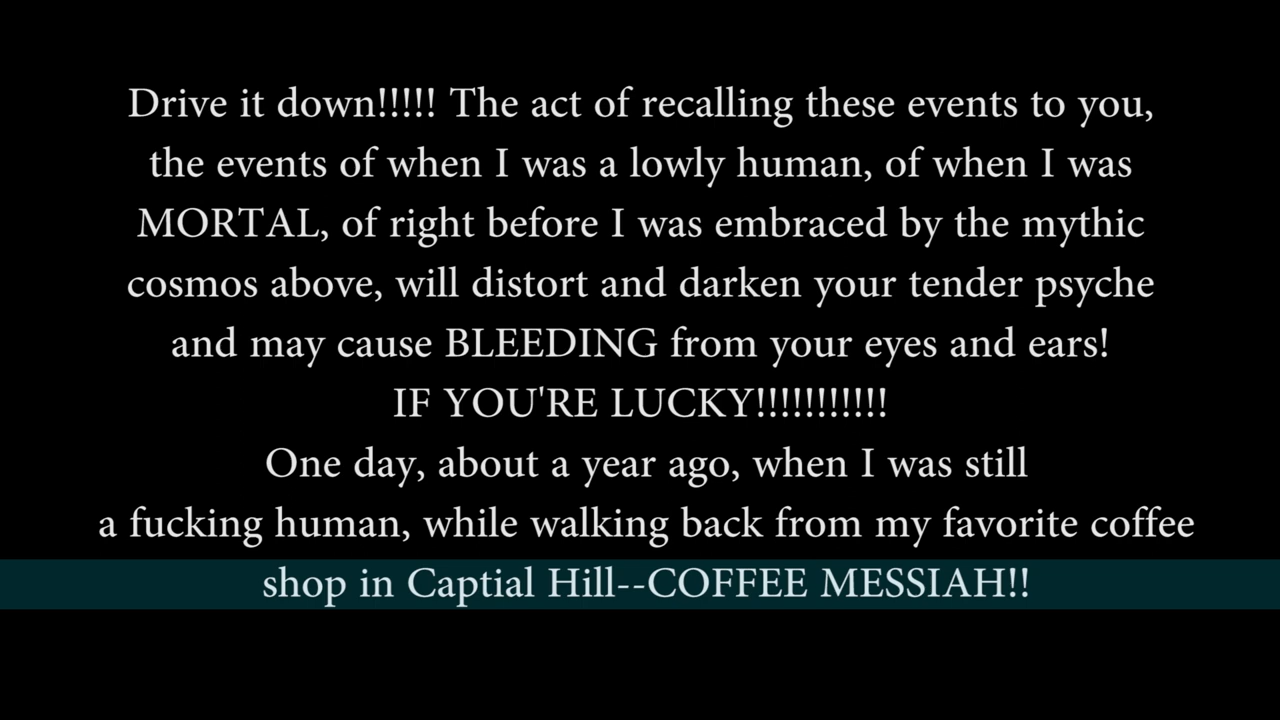 Drive it down!!!!! The act of recalling these events to you,
the events of when I was a lowly human, of when I was
MORTAL, of right before I was embraced by the mythic
cosmos above, will distort and darken your tender psyche
and may cause BLEEDING from your eyes and ears!
IF YOU'RE LUCKY!!!!!!!!!!!
One day, about a year ago, when I was still
a fucking human, while walking back from my favorite coffee
shop in Captial Hill--COFFEE MESSIAH!!